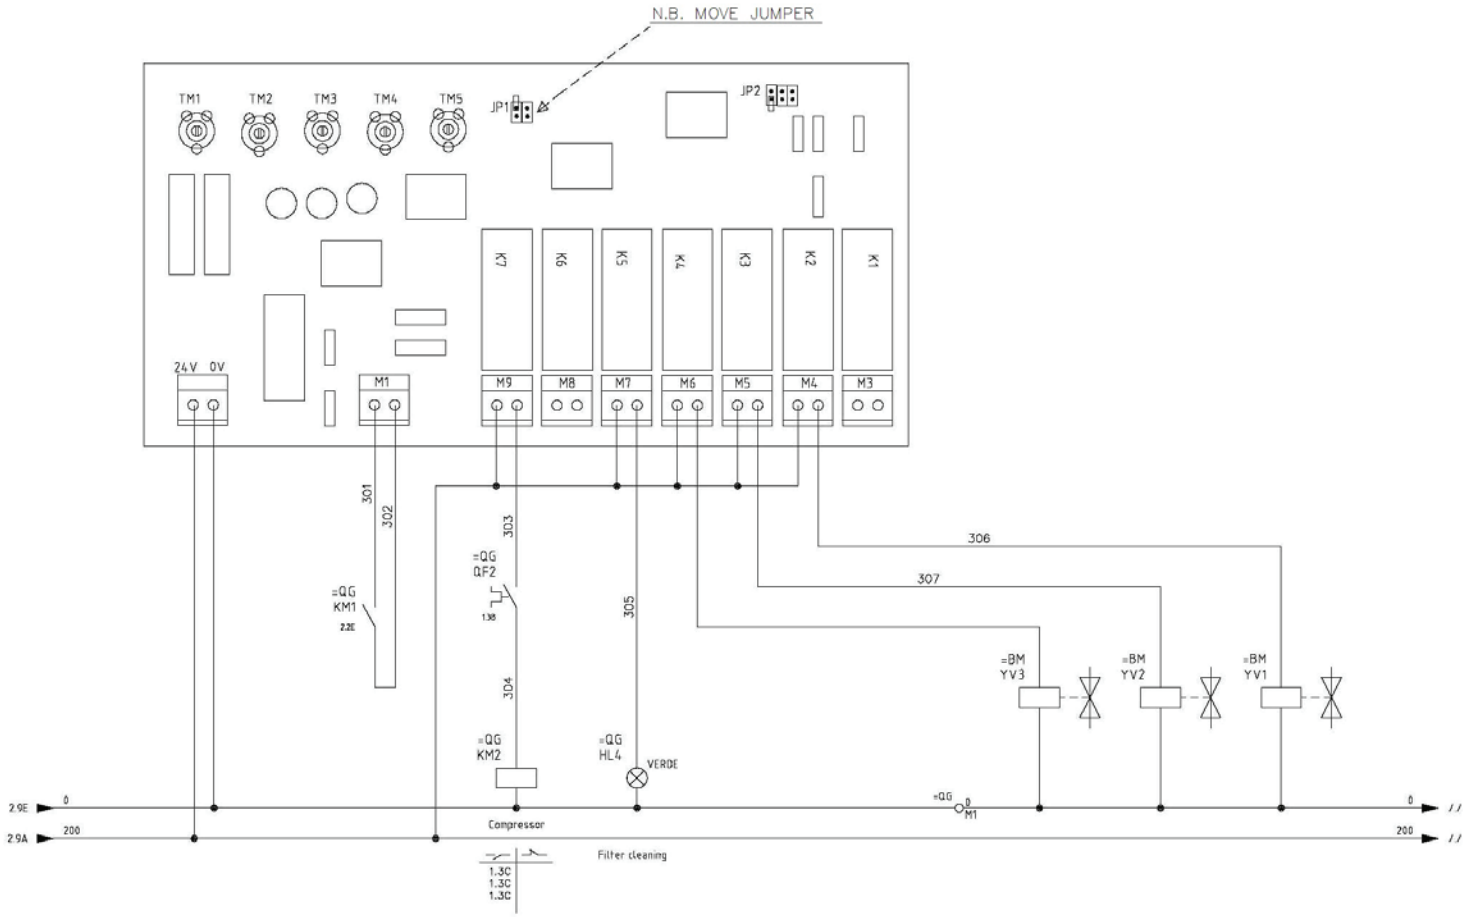 N.B. MOVE JUMPER
TM1 TM2 TM3 TM4 TM5
JP1
JP2
K7 K6 K5 K4 K3 K2 K1
24V 0V
M1
M9 M8 M7 M6 M5 M4 M3
301
302
303
306
307
=QG
QF2
=QG
KM1
2.2E
305
=BM
YV3
=BM
YV2
=BM
YV1
304
=QG
KM2
=QG
HL4
VERDE
2.9E 0
=QG
D
M1
0
2.9A 200
200
Compressor
Filter cleaning
1.3C
1.3C
1.3C